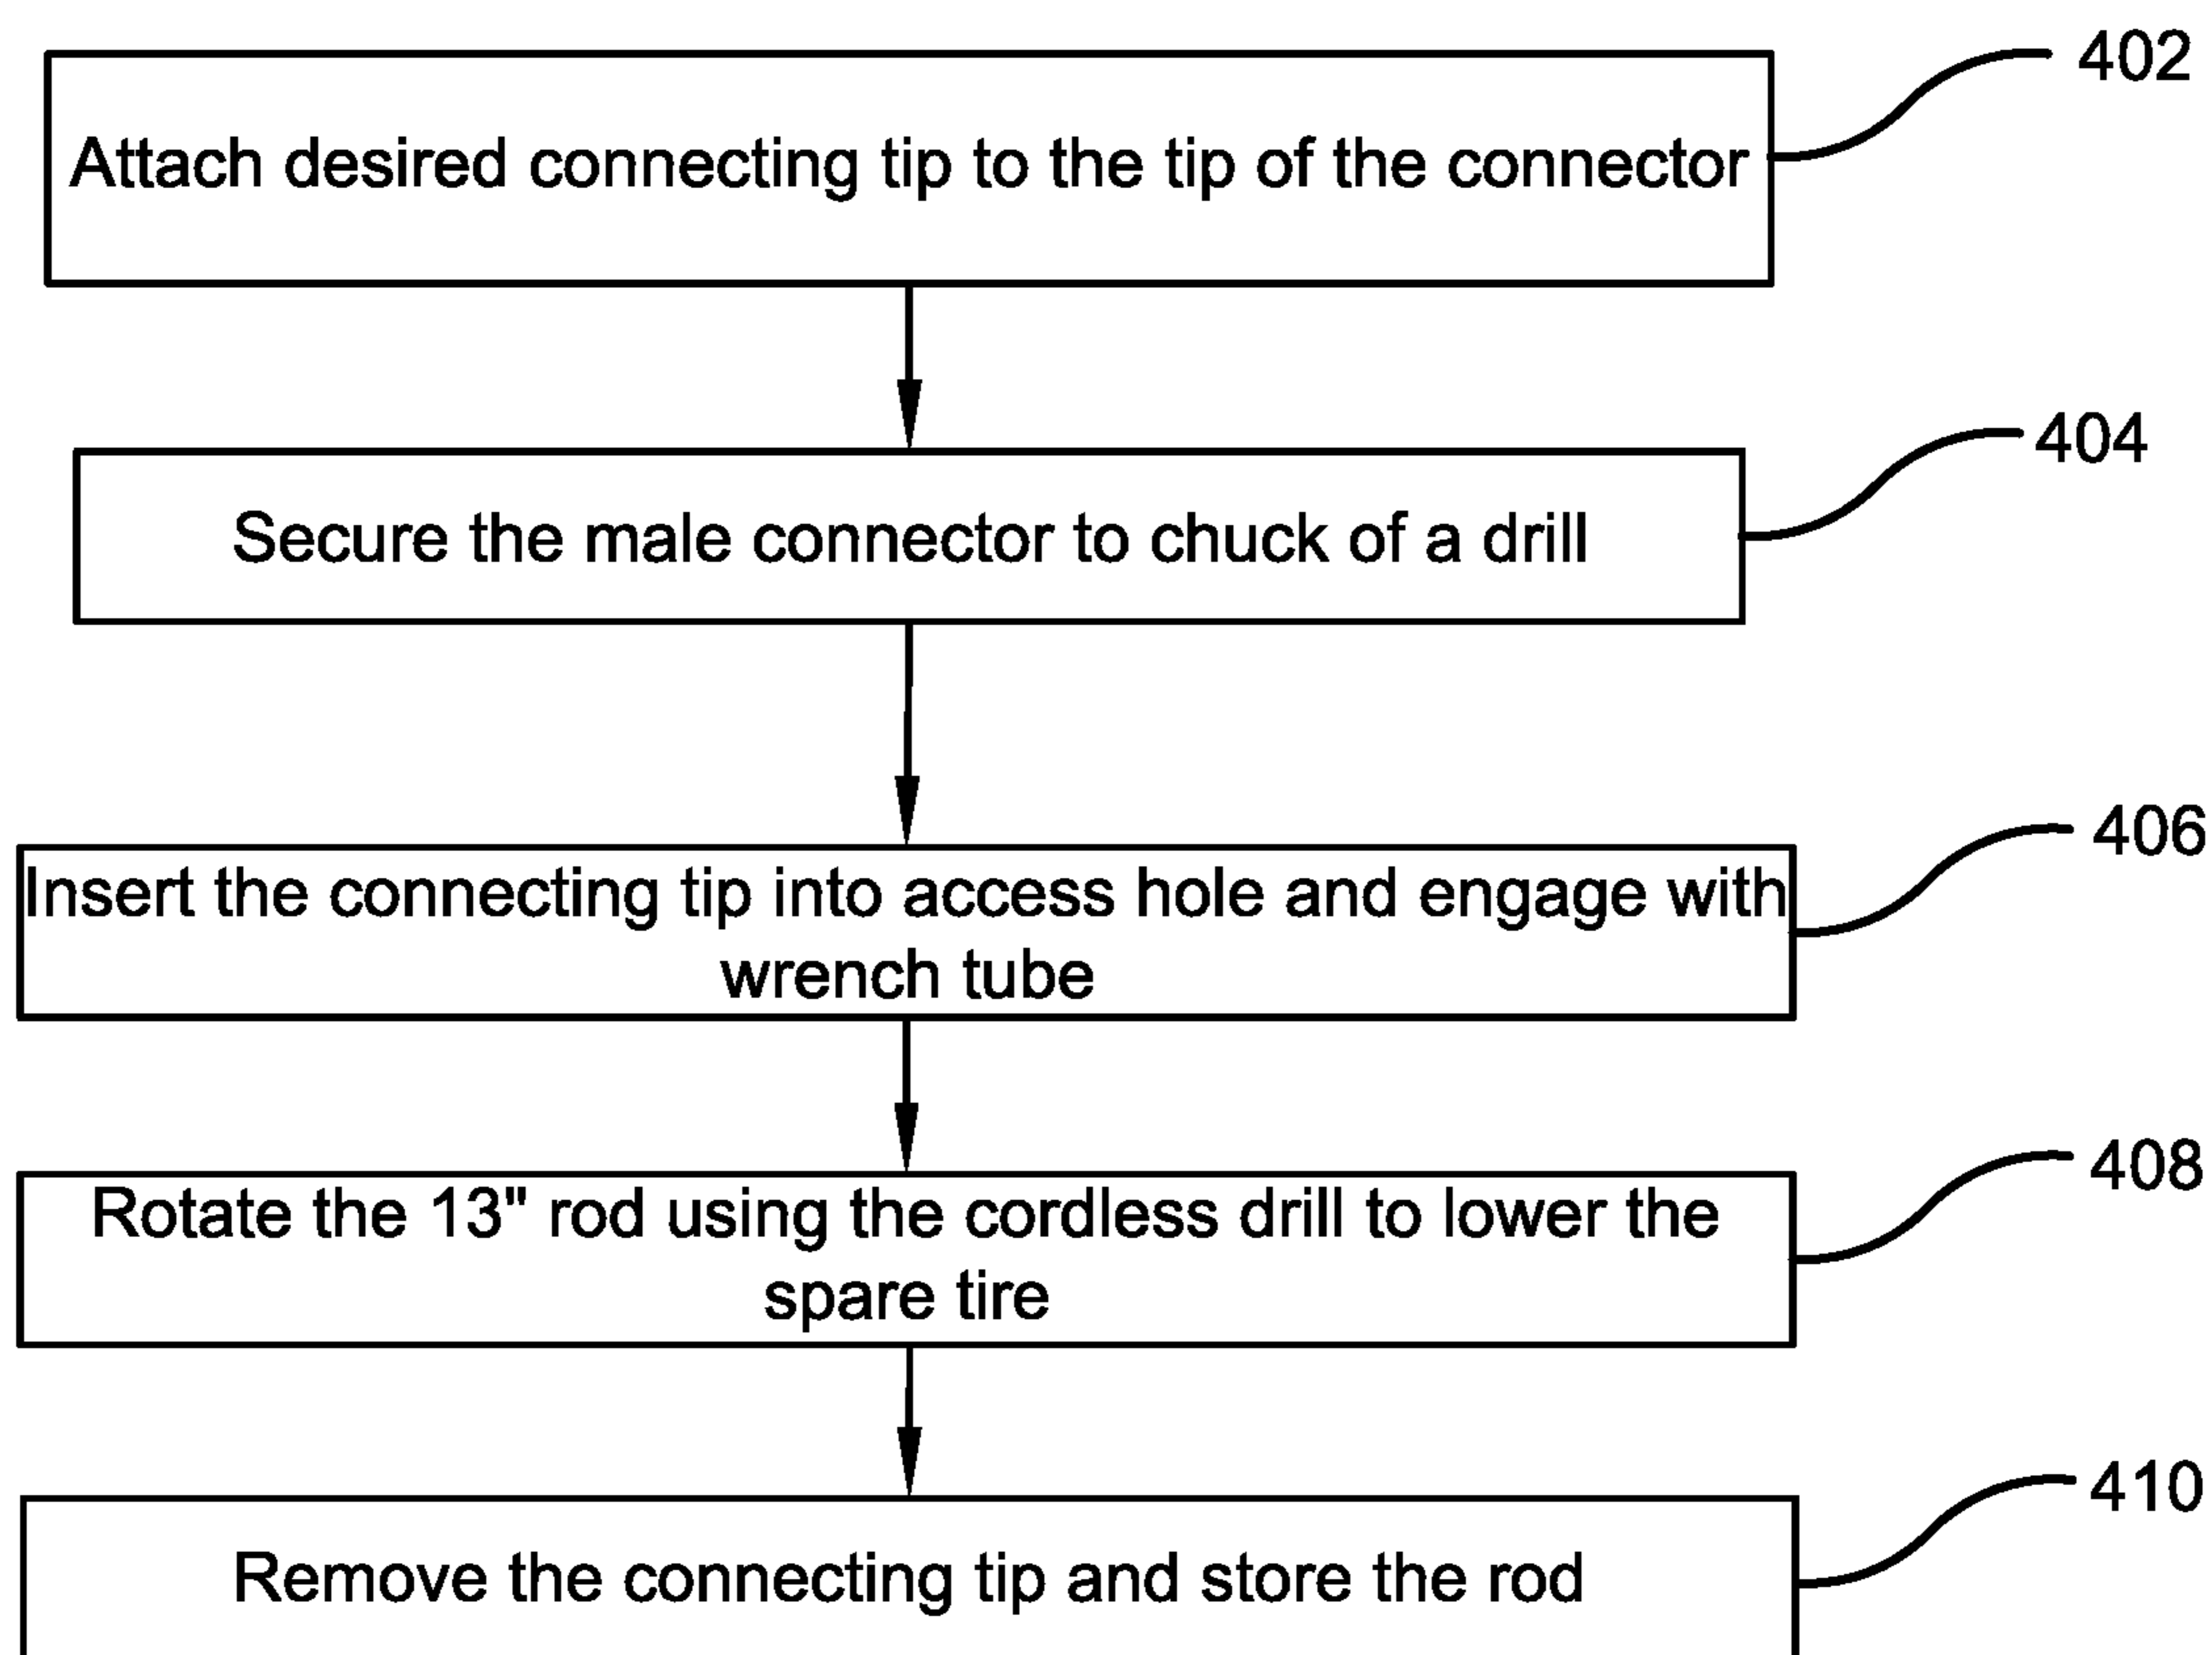 402
Attach desired connecting tip to the tip of the connector
404
Secure the male connector to chuck of a drill
406
Insert the connecting tip into access hole and engage with
wrench tube
408
Rotate the 13" rod using the cordless drill to lower the
spare tire
410
Remove the connecting tip and store the rod